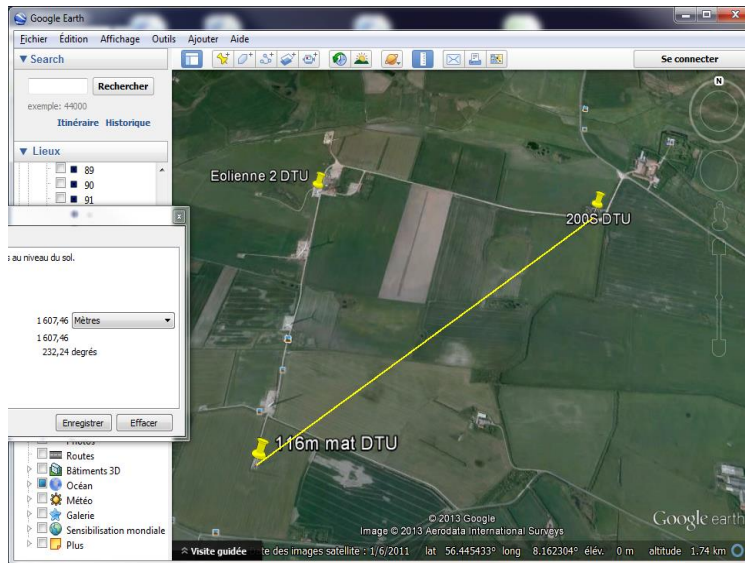 Google Earth
Fichier Édition Affichage Outils Ajouter Aide
Search
Rechercher
exemple: 44000
Itinéraire Historique
Lieux
89
90
91
s au niveau du sol.
1 607,46 Mètres
1 607,46
232,24 degrés
Enregistrer Effacer
Photos
Routes
Bâtiments 3D
Océan
Météo
Galerie
Sensibilisation mondiale
Plus
Se connecter
N
Eolienne 2 DTU
200S DTU
116m mat DTU
© 2013 Google
Image © 2013 Aerodata International Surveys
Google earth
Visite guidée te des images satellite : 1/6/2011 lat 56.445433° long 8.162304° élév. 0 m altitude 1.74 km